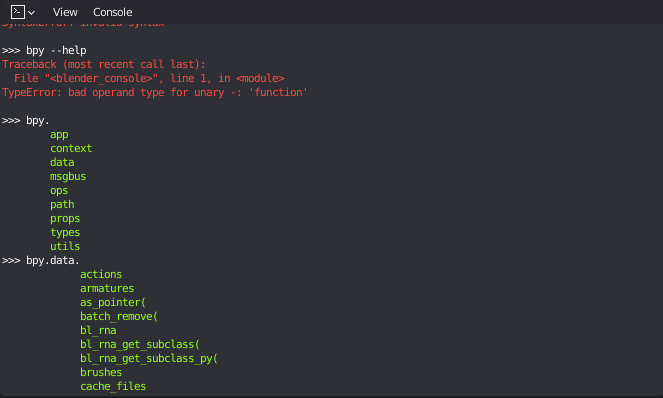 View Console
SyntaxError: invalid syntax
>>> bpy --help
Traceback (most recent call last):
  File "<blender_console>", line 1, in <module>
TypeError: bad operand type for unary -: 'function'
>>> bpy.
app
context
data
msgbus
ops
path
props
types
utils
>>> bpy.data.
actions
armatures
as_pointer(
batch_remove(
bl_rna
bl_rna_get_subclass(
bl_rna_get_subclass_py(
brushes
cache_files